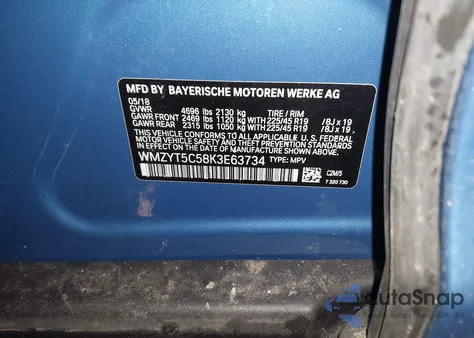 MFD BY BAYERISCHE MOTOREN WERKE AG
05/18
GVWR 4696 lbs 2130 kg TIRE / RIM
GAWR FRONT 2469 lbs 1120 kg WITH 225/45 R19 /8J x 19
GAWR REAR 2315 lbs 1050 kg WITH 225/45 R19 /8J x 19
THIS VEHICLE CONFORMS TO ALL APPLICABLE U.S. FEDERAL
MOTOR VEHICLE SAFETY AND THEFT PREVENTION STANDARDS
IN EFFECT ON THE DATE OF MANUFACTURE SHOWN ABOVE.
WMZYT5C58K3E63734 TYPE: MPV
C2M/5
7 320 730
AutoSnap